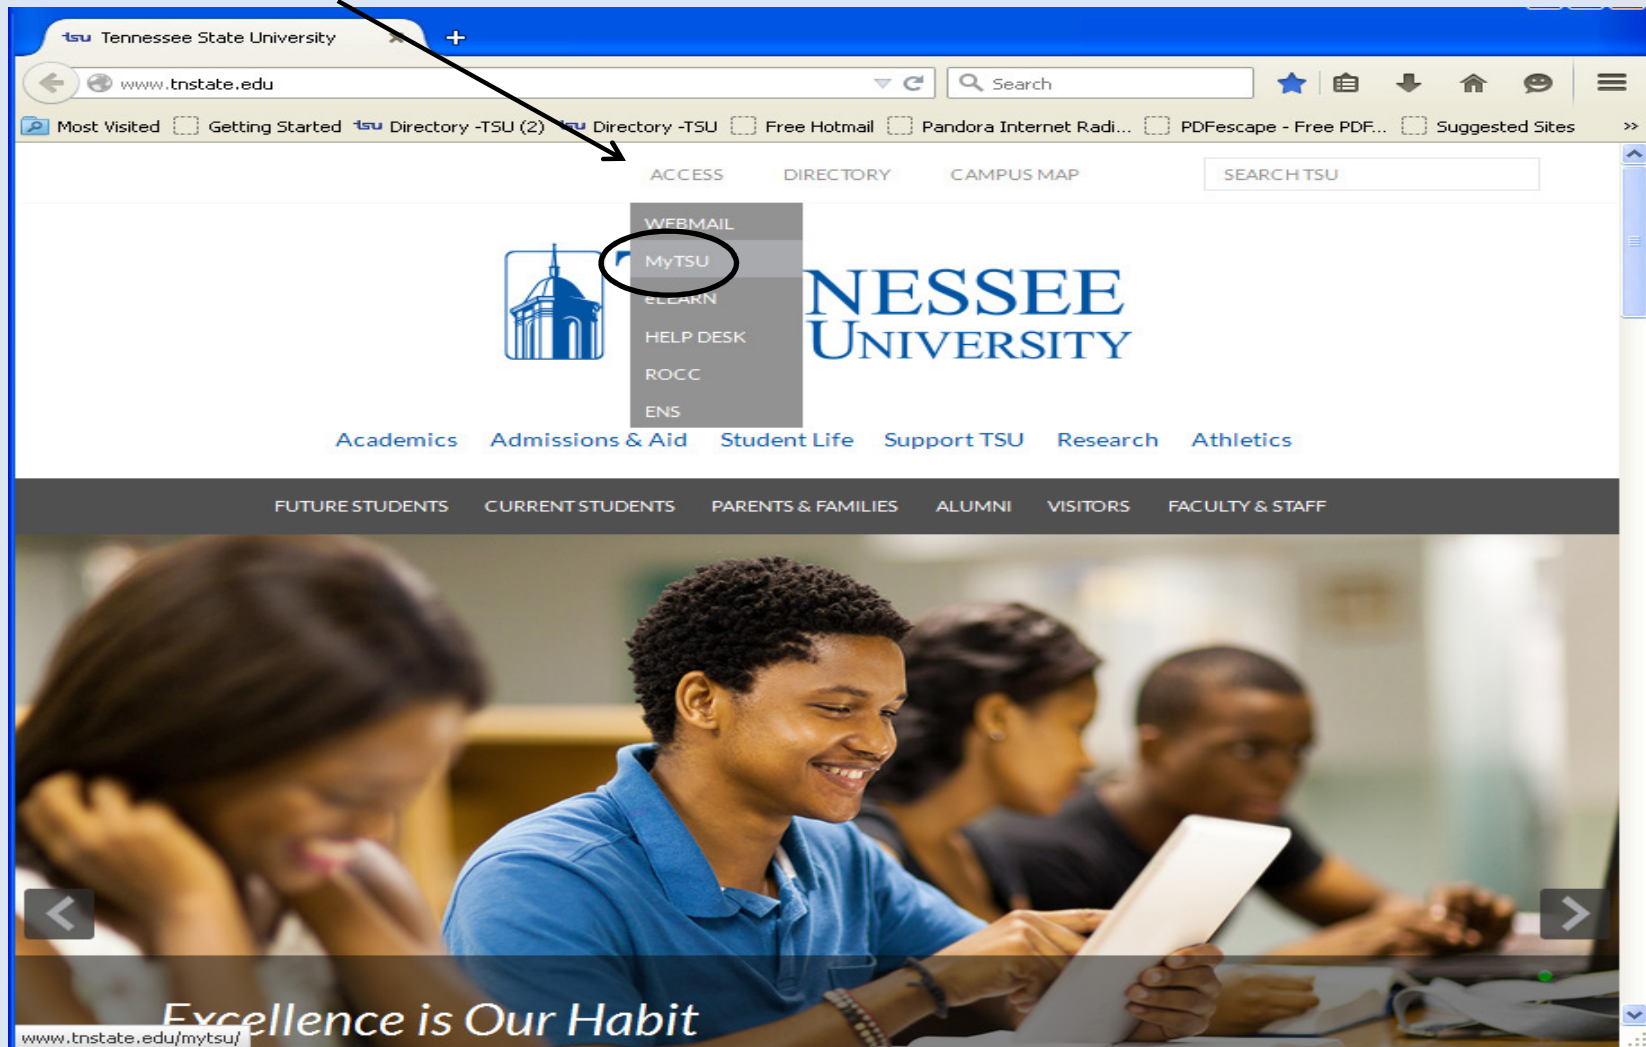 tsu Tennessee State University
www.tnstate.edu
Search
Most Visited Getting Started tsu Directory -TSU (2) tsu Directory -TSU Free Hotmail Pandora Internet Radi... PDFescape - Free PDF... Suggested Sites »
ACCESS DIRECTORY CAMPUS MAP SEARCH TSU
WEBMAIL
MyTSU
eLEARN
HELP DESK
ROCC
ENS
T NESSEE
UNIVERSITY
Academics Admissions & Aid Student Life Support TSU Research Athletics
FUTURE STUDENTS CURRENT STUDENTS PARENTS & FAMILIES ALUMNI VISITORS FACULTY & STAFF
Excellence is Our Habit
www.tnstate.edu/mytsu/